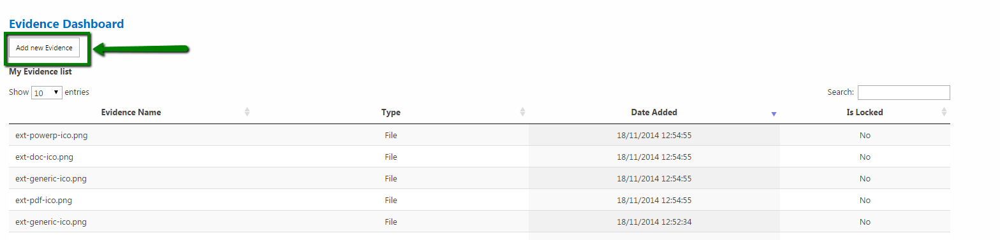 Evidence Dashboard
Add new Evidence
My Evidence list
Show 10 entries Search:
Evidence Name Type Date Added Is Locked
ext-powerp-ico.png File 18/11/2014 12:54:55 No
ext-doc-ico.png File 18/11/2014 12:54:55 No
ext-generic-ico.png File 18/11/2014 12:54:55 No
ext-pdf-ico.png File 18/11/2014 12:54:55 No
ext-generic-ico.png File 18/11/2014 12:52:34 No